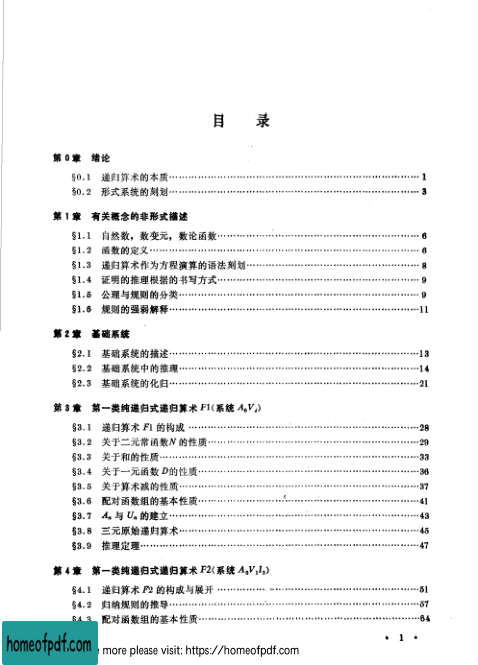 目 录
第0章 绪论
§0.1 递归算术的本质……1
§0.2 形式系统的刻划……3
第1章 有关概念的非形式描述
§1.1 自然数，数变元，数论函数……6
§1.2 函数的定义……6
§1.3 递归算术作为方程演算的语法刻划……8
§1.4 证明的推理根据的书写方式……9
§1.5 公理与规则的分类……9
§1.6 规则的强弱解释……11
第2章 基础系统
§2.1 基础系统的描述……13
§2.2 基础系统中的推理……14
§2.3 基础系统的化归……21
第3章 第一类纯递归式递归算术 F1(系统 A₀V₄)
§3.1 递归算术 F1 的构成……28
§3.2 关于二元常函数 N 的性质……29
§3.3 关于和的性质……33
§3.4 关于一元函数 D 的性质……36
§3.5 关于算术减的性质……37
§3.6 配对函数组的基本性质……41
§3.7 Aₙ 与 Uₙ 的建立……43
§3.8 三元原始递归算术……45
§3.9 推理定理……47
第4章 第一类纯递归式递归算术 F2(系统 A₀V₁I₂)
§4.1 递归算术 F2 的构成与展开……51
§4.2 归纳规则的推导……57
§4.3 配对函数组的基本性质……64
• 1 •
homeofpdf.com
more please visit: https://homeofpdf.com